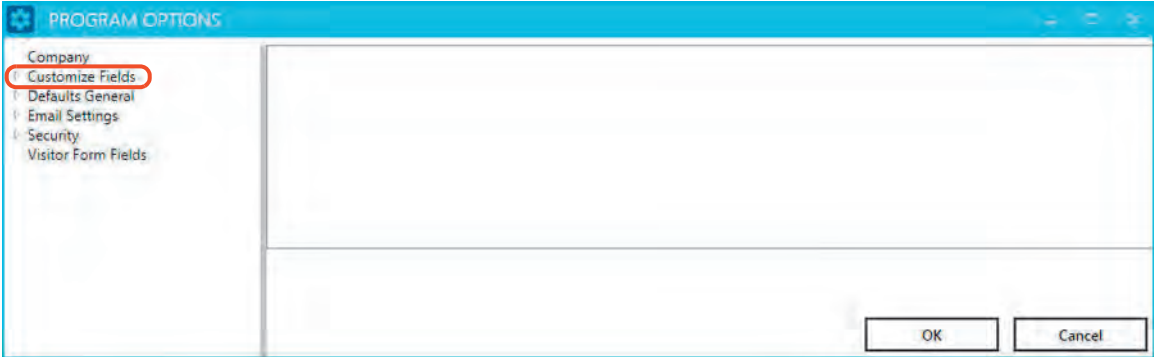 PROGRAM OPTIONS
Company
Customize Fields
Defaults General
Email Settings
Security
Visitor Form Fields
OK
Cancel